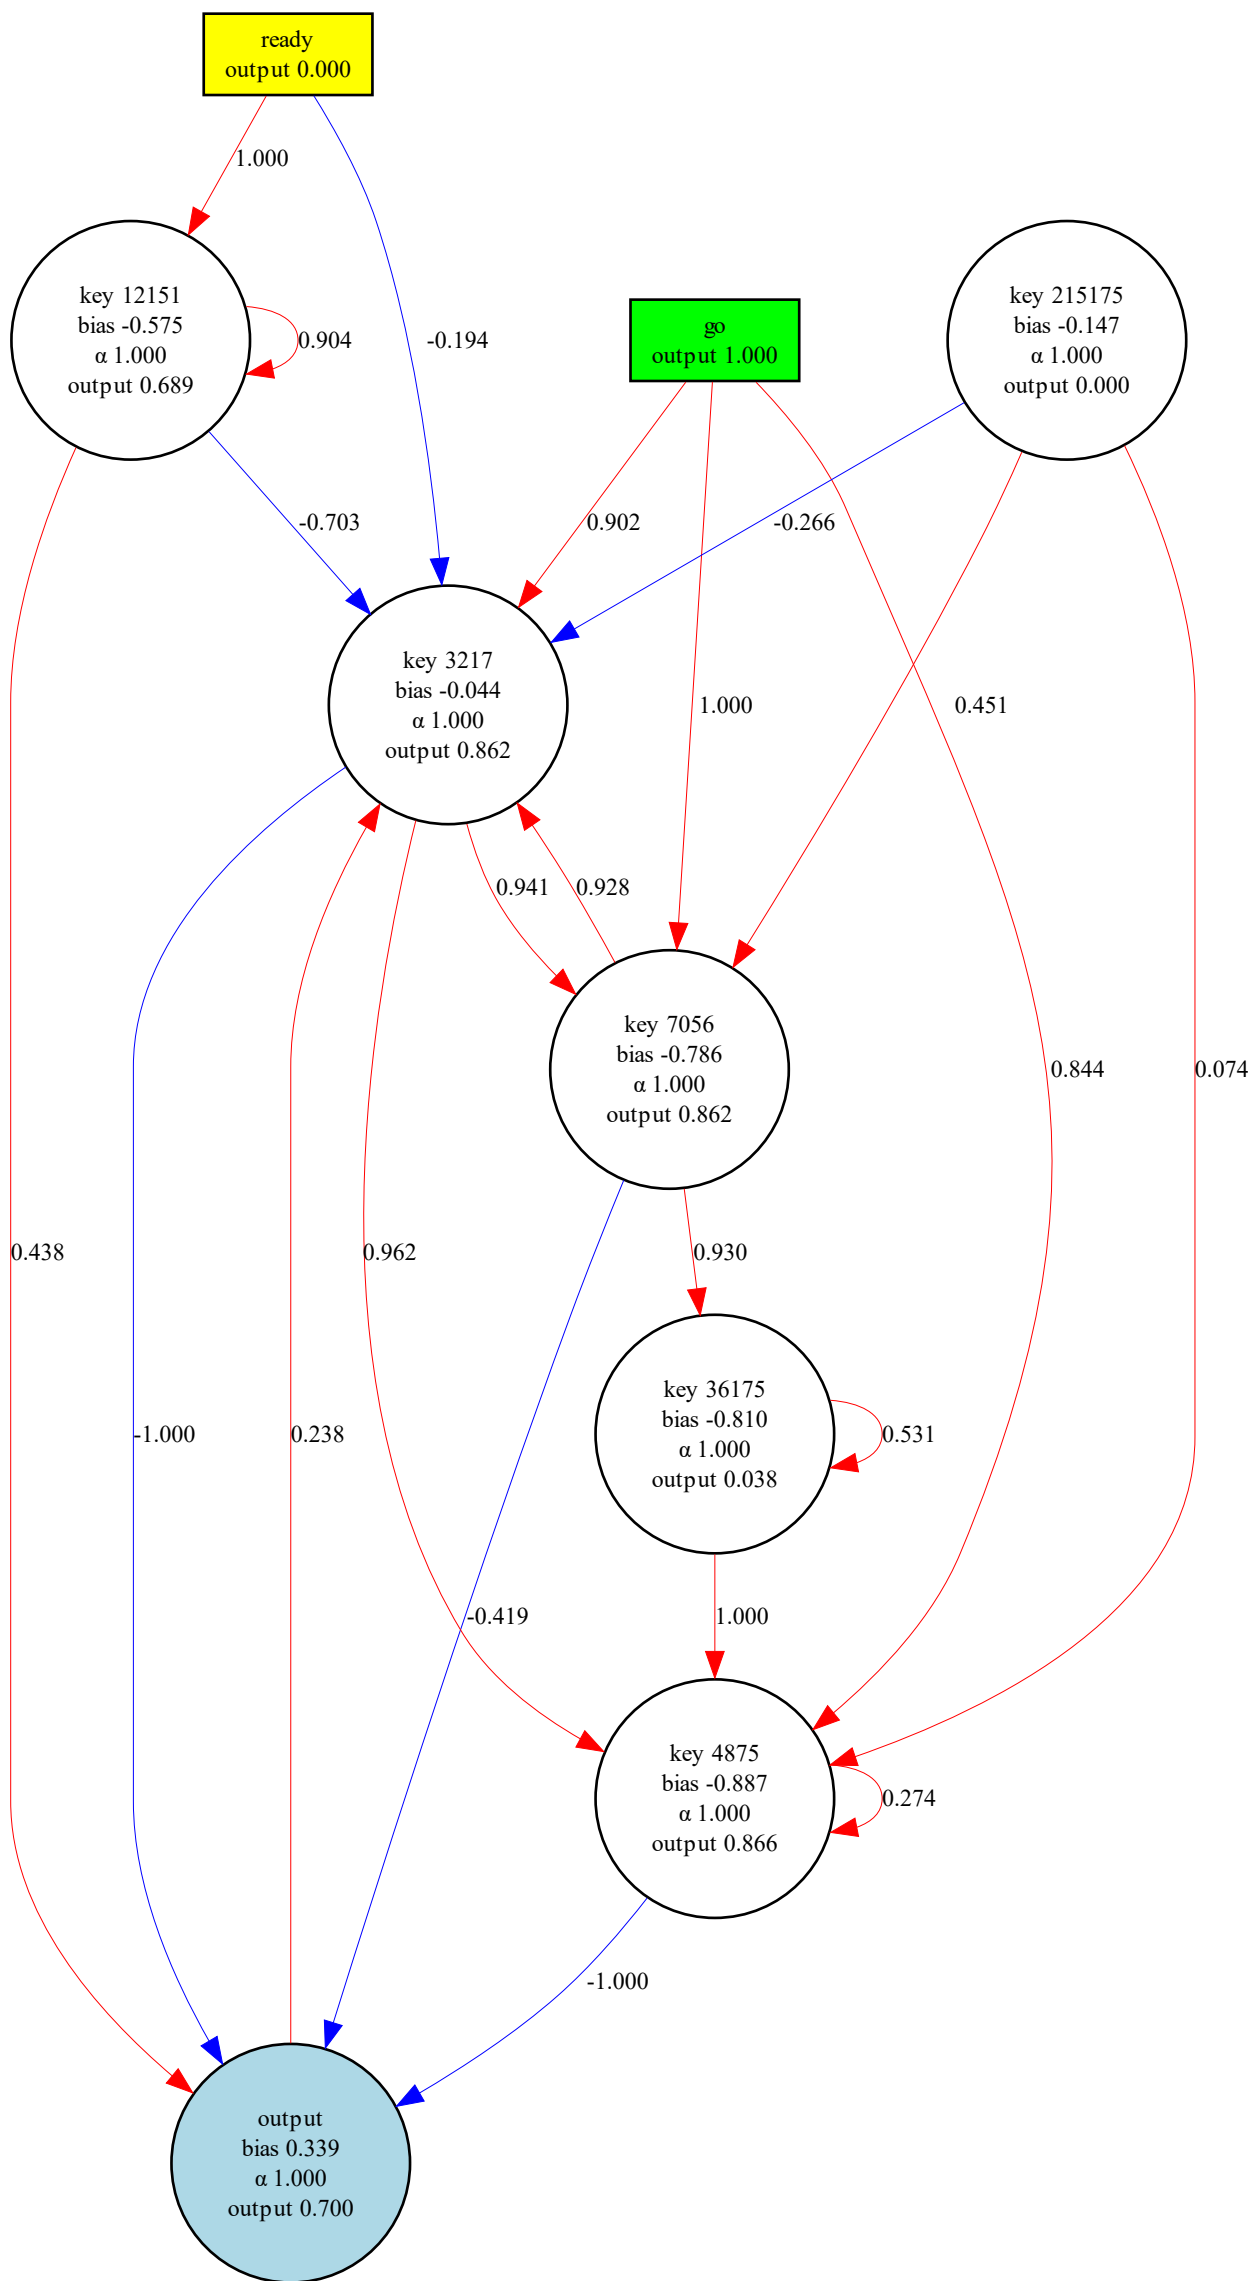 ready
output 0.000
1.000
key 12151
bias -0.575
α 1.000
output 0.689
0.904
-0.194
go
output 1.000
key 215175
bias -0.147
α 1.000
output 0.000
-0.703
0.902
-0.266
key 3217
bias -0.044
α 1.000
output 0.862
1.000
0.451
0.941
0.928
key 7056
bias -0.786
α 1.000
output 0.862
0.844
0.074
0.438
0.962
0.930
key 36175
bias -0.810
α 1.000
output 0.038
0.531
-1.000
0.238
-0.419
1.000
key 4875
bias -0.887
α 1.000
output 0.866
0.274
-1.000
output
bias 0.339
α 1.000
output 0.700